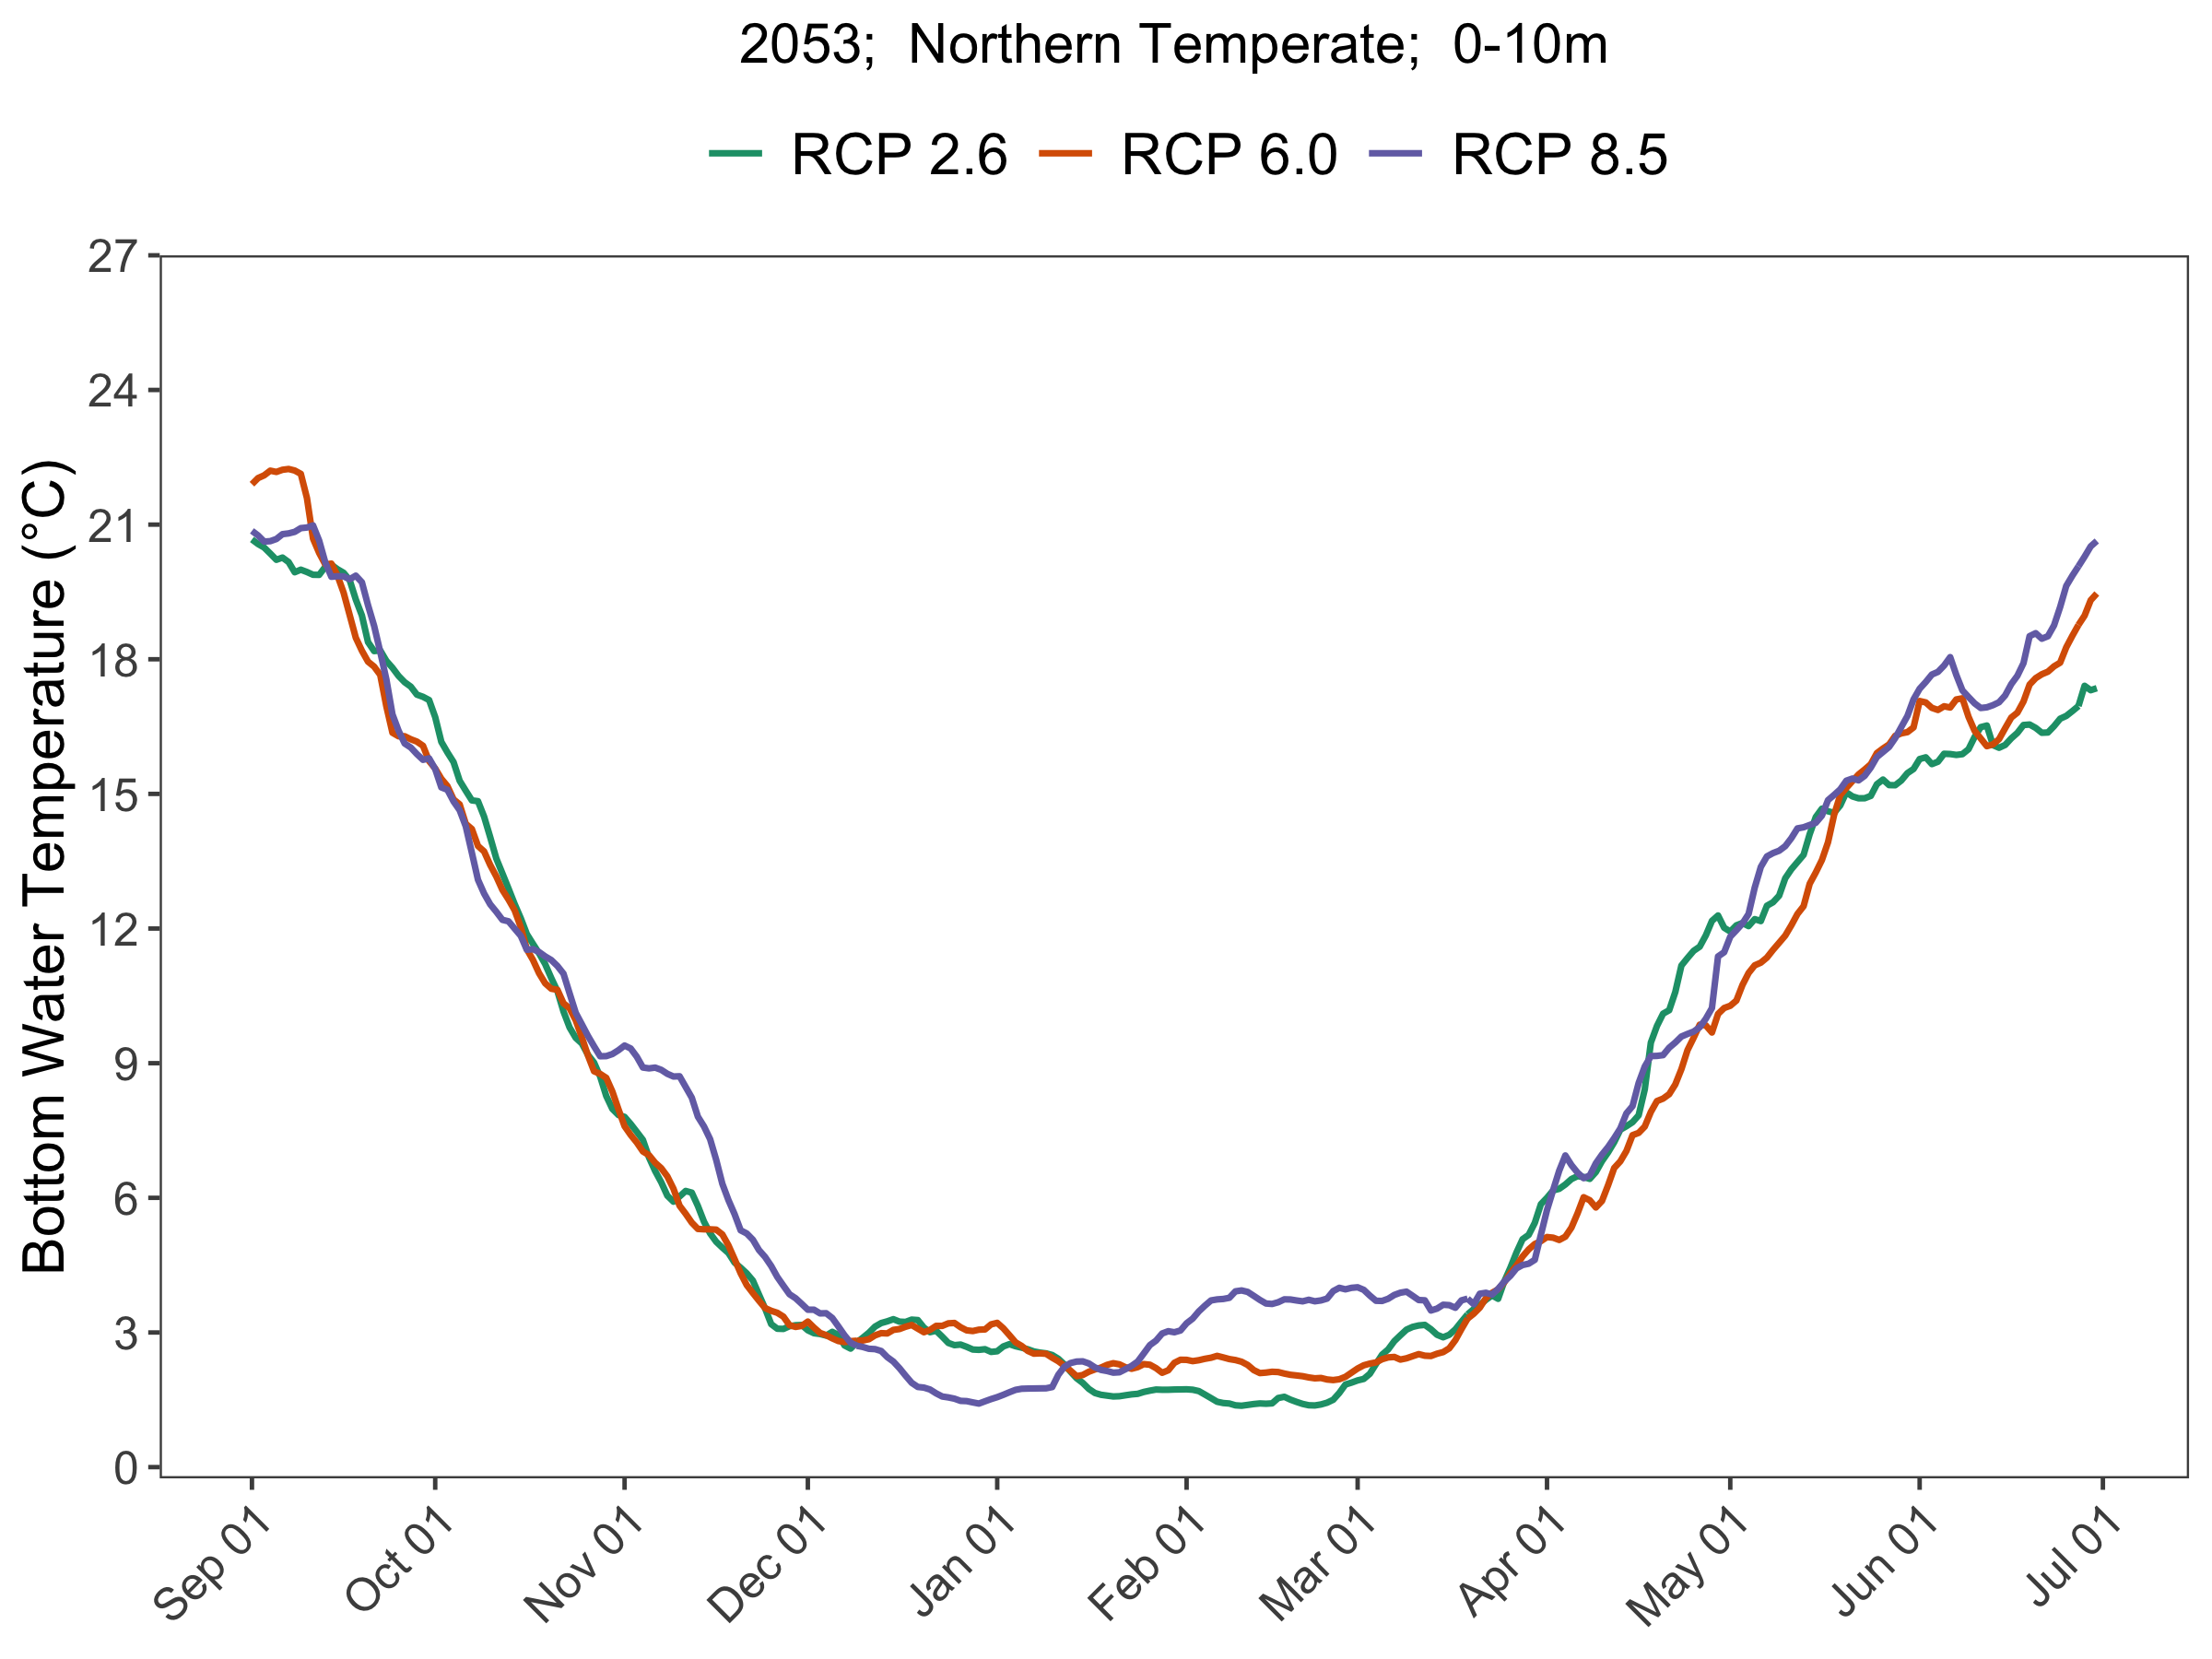 2053;  Northern Temperate;  0-10m
RCP 2.6 RCP 6.0 RCP 8.5
Bottom Water Temperature (°C)
27
24
21
18
15
12
9
6
3
0
Sep 01 Oct 01 Nov 01 Dec 01 Jan 01 Feb 01 Mar 01 Apr 01 May 01 Jun 01 Jul 01